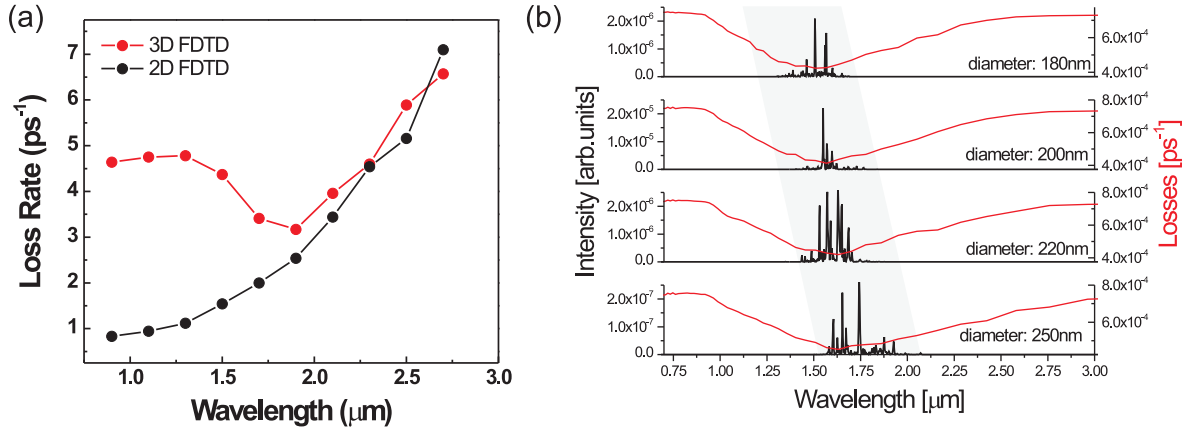 (a)
3D FDTD
2D FDTD
Loss Rate (ps⁻¹)
7
6
5
4
3
2
1
1.0 1.5 2.0 2.5 3.0
Wavelength (μm)
(b)
Intensity [arb.units]
Losses [ps⁻¹]
2.0x10⁻⁶
1.0x10⁻⁶
0.0
6.0x10⁻⁴
4.0x10⁻⁴
diameter: 180nm
2.0x10⁻⁵
1.0x10⁻⁵
0.0
8.0x10⁻⁴
6.0x10⁻⁴
4.0x10⁻⁴
diameter: 200nm
2.0x10⁻⁶
1.0x10⁻⁶
0.0
8.0x10⁻⁴
6.0x10⁻⁴
4.0x10⁻⁴
diameter: 220nm
2.0x10⁻⁷
1.0x10⁻⁷
0.0
8.0x10⁻⁴
6.0x10⁻⁴
diameter: 250nm
0.75 1.00 1.25 1.50 1.75 2.00 2.25 2.50 2.75 3.00
Wavelength [μm]